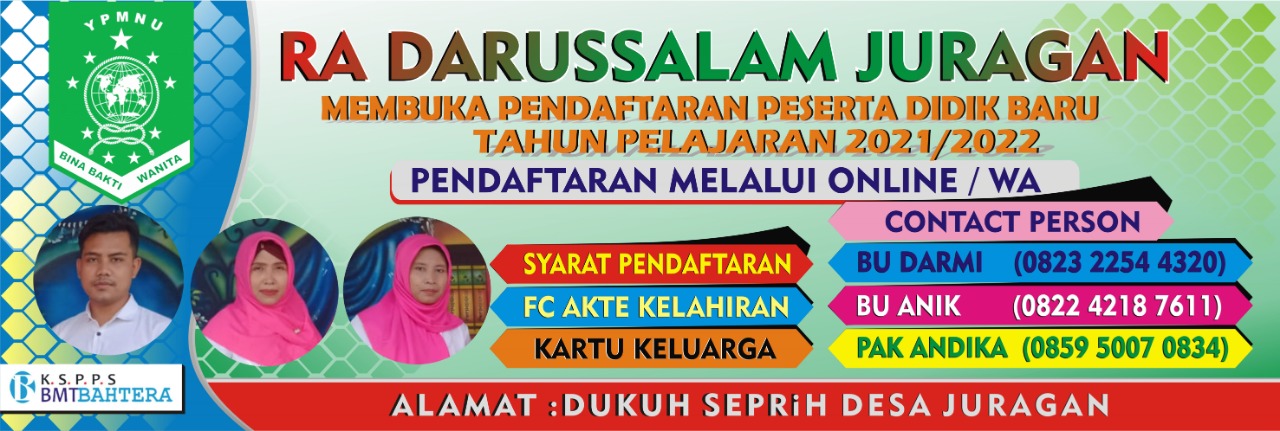 YPMNU
BINA BAKTI WANITA
RA DARUSSALAM JURAGAN
MEMBUKA PENDAFTARAN PESERTA DIDIK BARU
TAHUN PELAJARAN 2021/2022
PENDAFTARAN MELALUI ONLINE / WA
CONTACT PERSON
SYARAT PENDAFTARAN
FC AKTE KELAHIRAN
KARTU KELUARGA
BU DARMI (0823 2254 4320)
BU ANIK (0822 4218 7611)
PAK ANDIKA (0859 5007 0834)
K.S.P.P.S
BMTBAHTERA
ALAMAT :DUKUH SEPRiH DESA JURAGAN